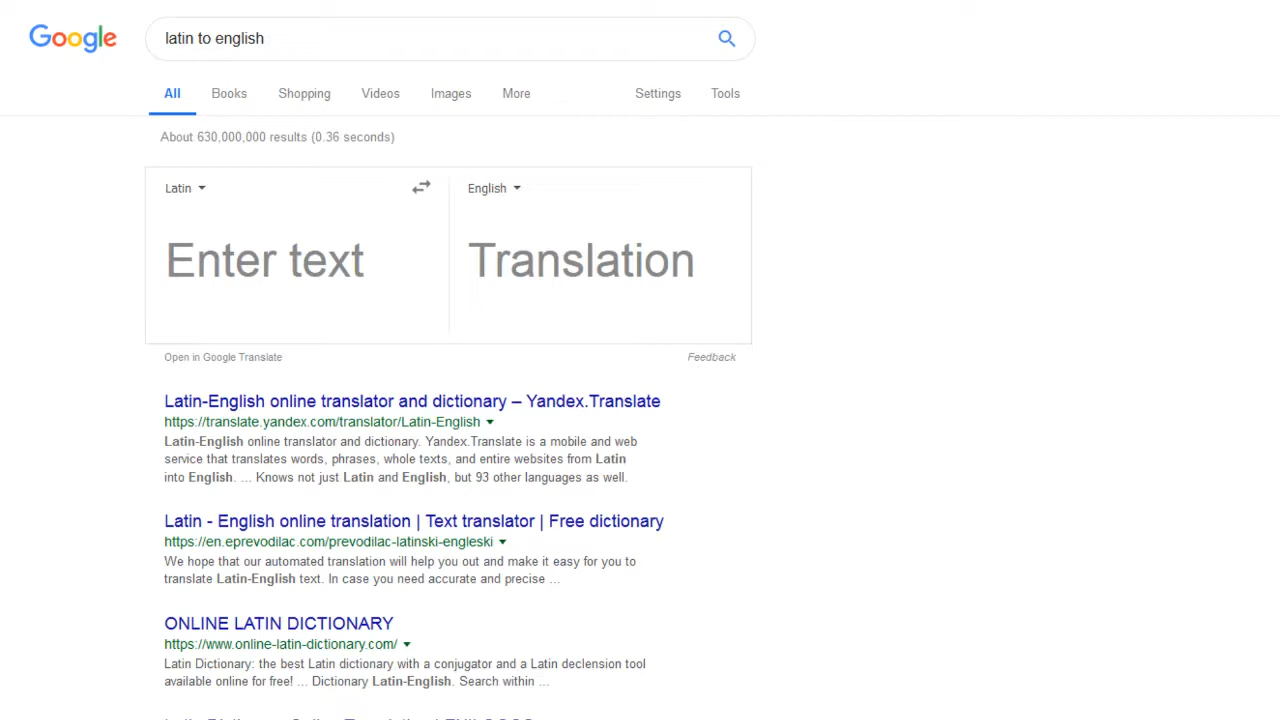 Google
latin to english
All Books Shopping Videos Images More Settings Tools
About 630,000,000 results (0.36 seconds)
Latin English
Enter text Translation
Open in Google Translate Feedback
Latin-English online translator and dictionary – Yandex.Translate
https://translate.yandex.com/translator/Latin-English
Latin-English online translator and dictionary. Yandex.Translate is a mobile and web
service that translates words, phrases, whole texts, and entire websites from Latin
into English. ... Knows not just Latin and English, but 93 other languages as well.
Latin - English online translation | Text translator | Free dictionary
https://en.eprevodilac.com/prevodilac-latinski-engleski
We hope that our automated translation will help you out and make it easy for you to
translate Latin-English text. In case you need accurate and precise ...
ONLINE LATIN DICTIONARY
https://www.online-latin-dictionary.com/
Latin Dictionary: the best Latin dictionary with a conjugator and a Latin declension tool
available online for free! ... Dictionary Latin-English. Search within ...